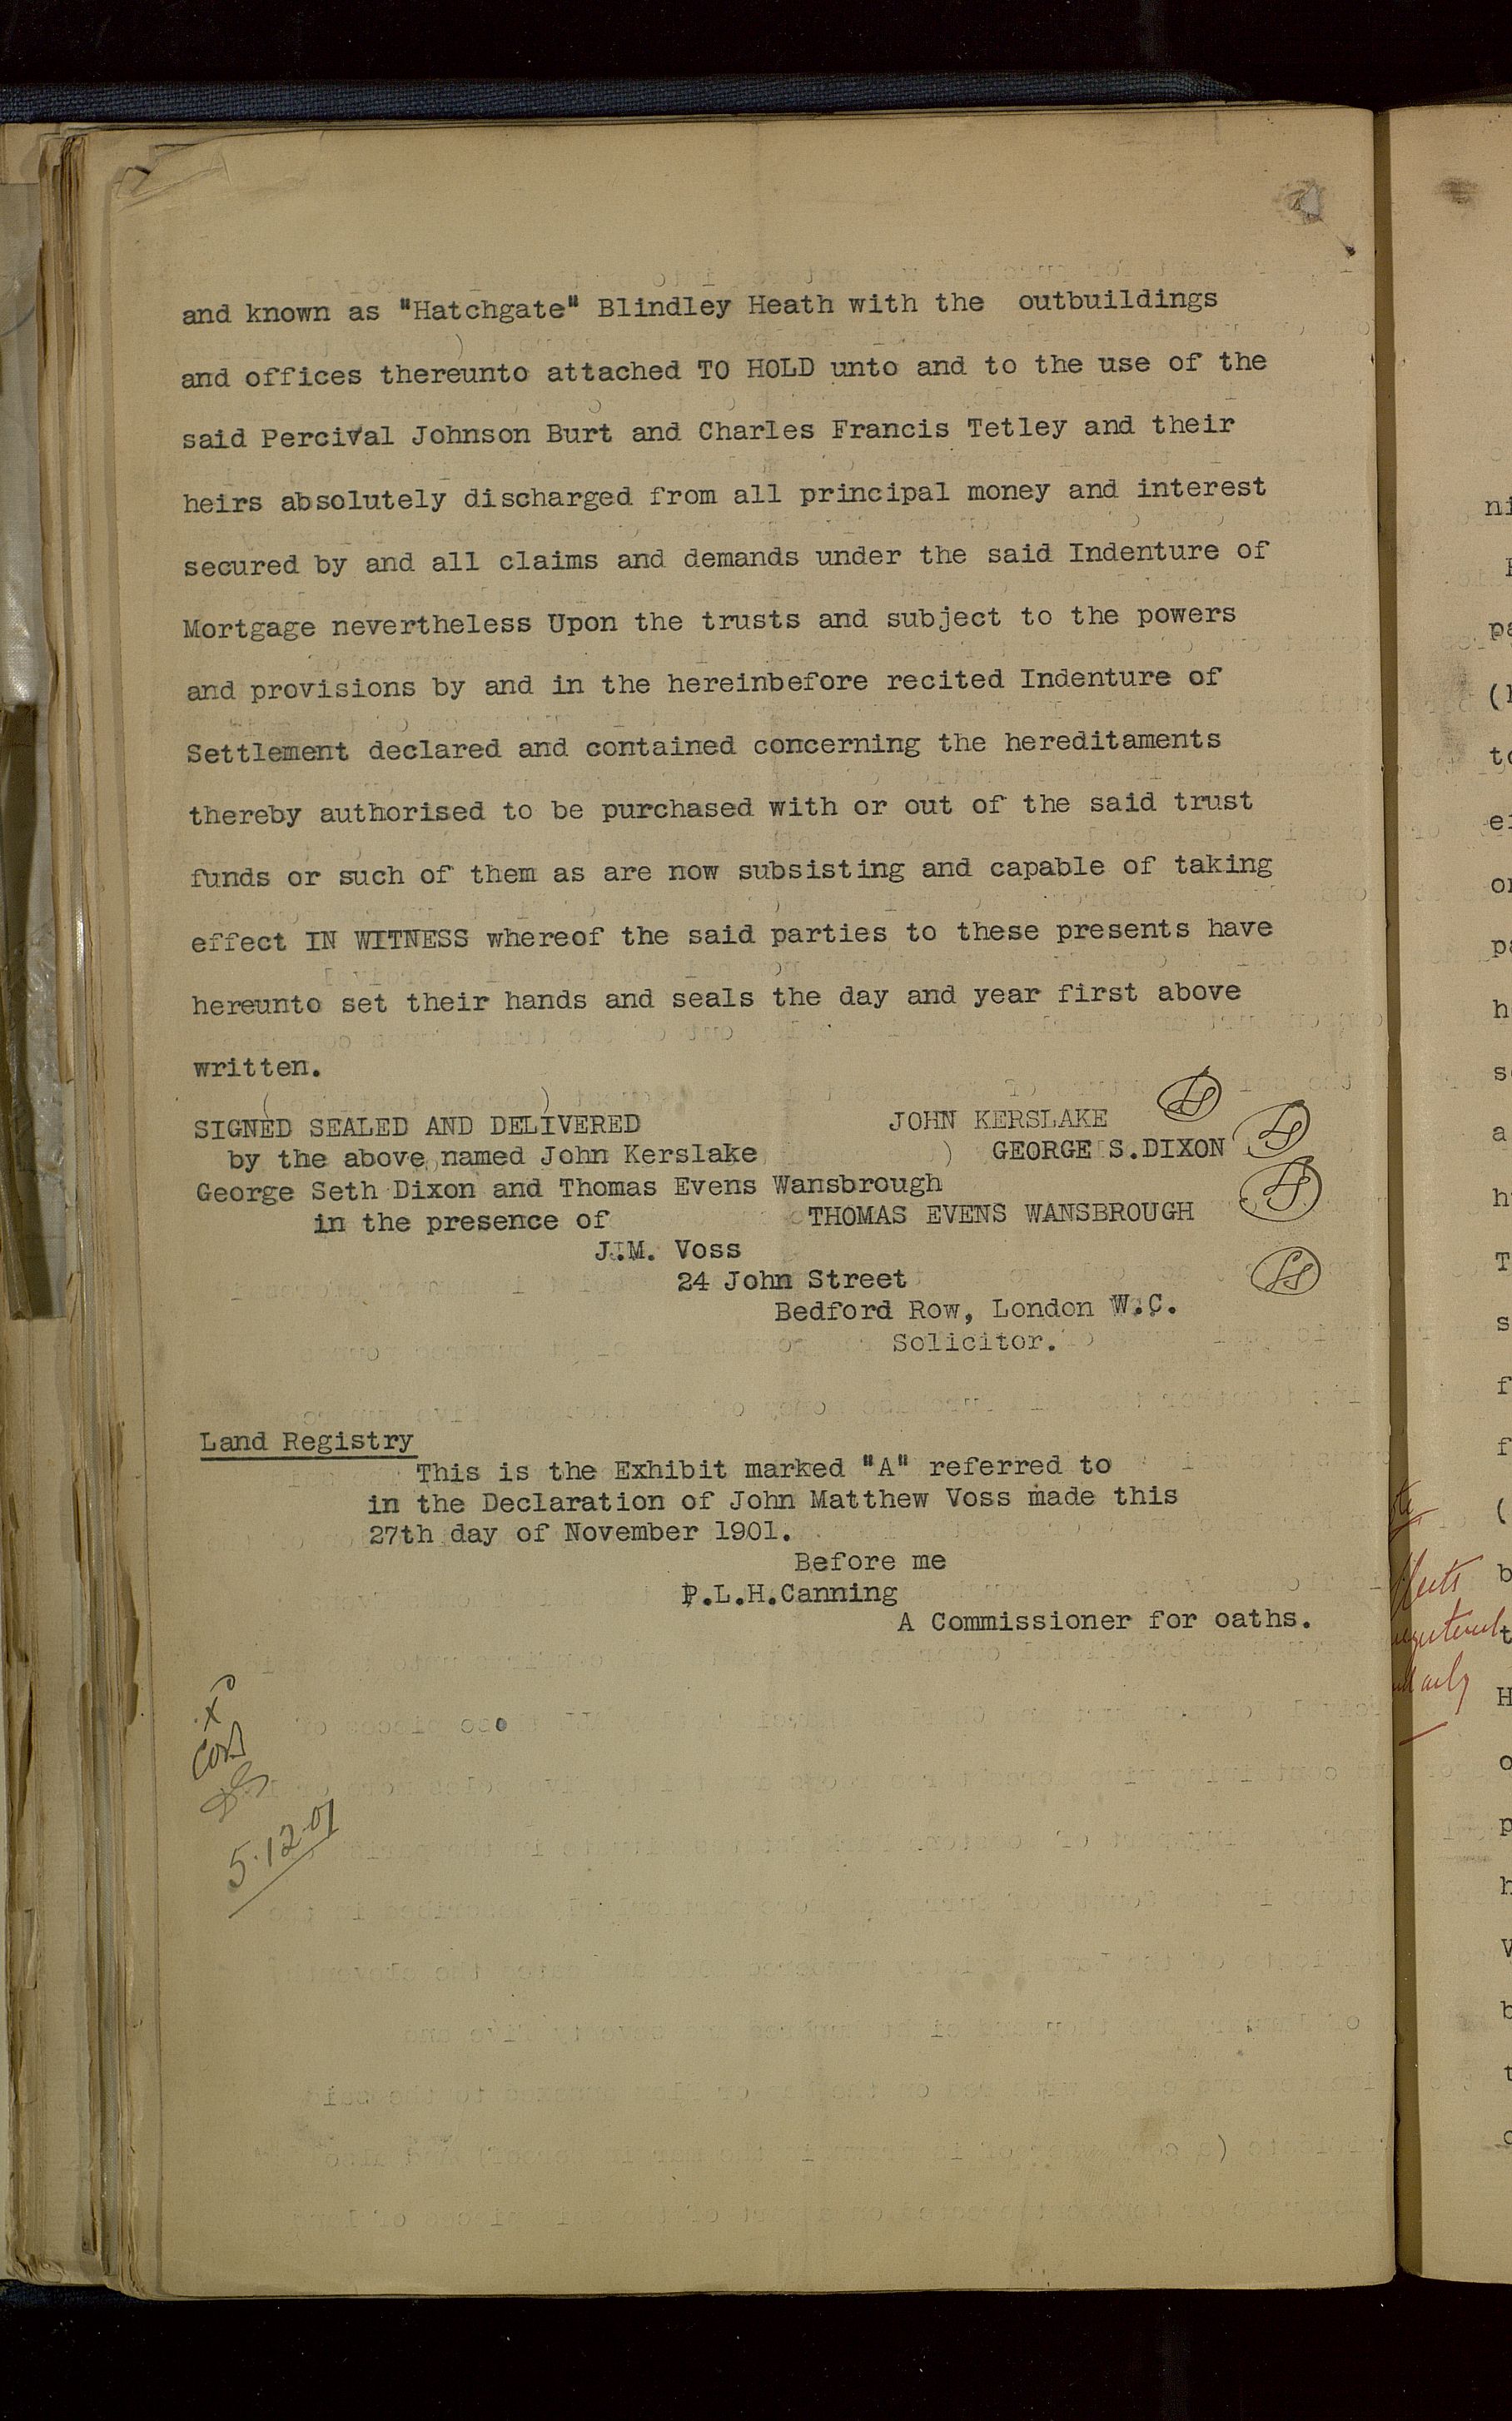 and known as "Hatchgate" Blindley Heath with the outbuildings
and offices thereunto attached TO HOLD unto and to the use of the
said Percival Johnson Burt and Charles Francis Tetley and their
heirs absolutely discharged from all principal money and interest
secured by and all claims and demands under the said Indenture of
Mortgage nevertheless Upon the trusts and subject to the powers
and provisions by and in the hereinbefore recited Indenture of
Settlement declared and contained concerning the hereditaments
thereby authorised to be purchased with or out of the said trust
funds or such of them as are now subsisting and capable of taking
effect IN WITNESS whereof the said parties to these presents have
hereunto set their hands and seals the day and year first above
written.
SIGNED SEALED AND DELIVERED JOHN KERSLAKE LS
by the above named John Kerslake ) GEORGE S.DIXON LS
George Seth Dixon and Thomas Evens Wansbrough
in the presence of THOMAS EVENS WANSBROUGH LS
J.M. Voss
24 John Street LS
Bedford Row, London W.C.
Solicitor.
Land Registry
This is the Exhibit marked "A" referred to
in the Declaration of John Matthew Voss made this
27th day of November 1901.
Before me
P.L.H.Canning
A Commissioner for oaths.
5.12.01